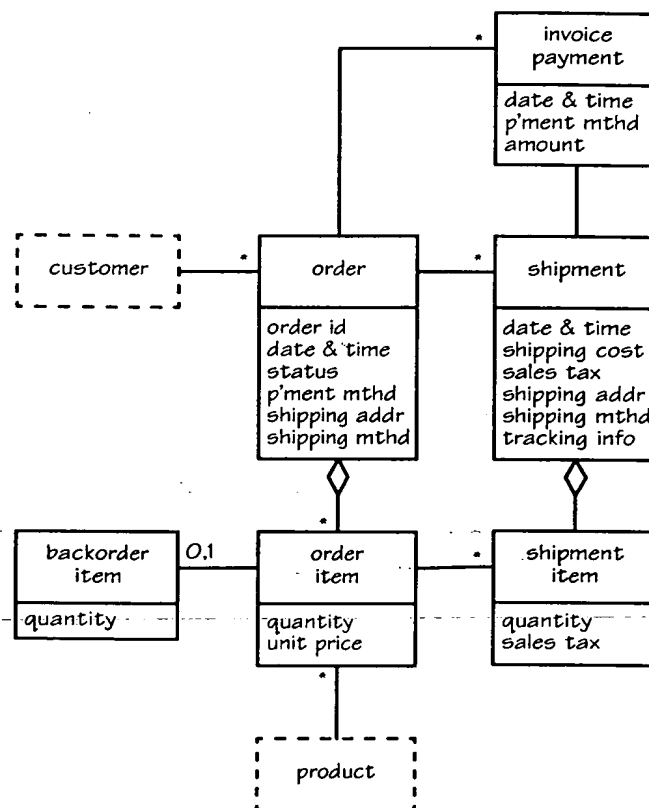 *
invoice
payment
date & time
p'ment mthd
amount
customer
*
order
*
shipment
order id
date & time
status
p'ment mthd
shipping addr
shipping mthd
date & time
shipping cost
sales tax
shipping addr
shipping mthd
tracking info
*
backorder
item
0,1
order
item
*
shipment
item
quantity
quantity
unit price
quantity
sales tax
*
product